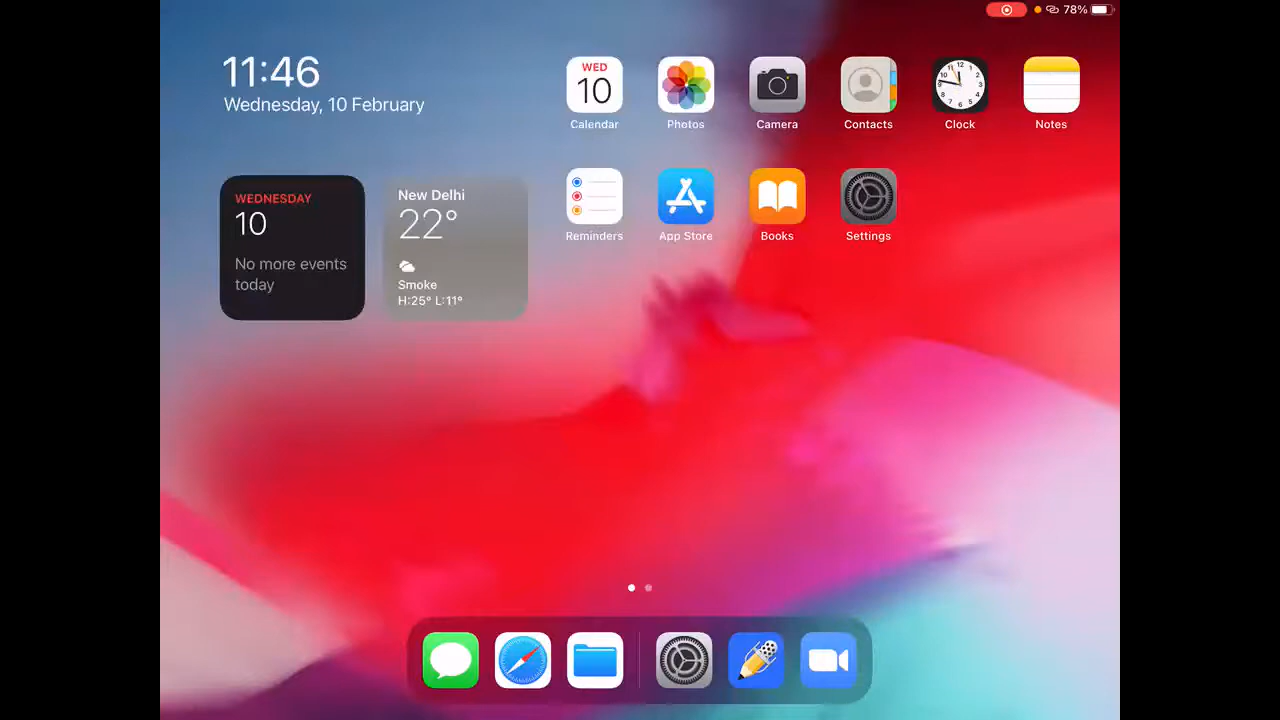 78%
11:46
Wednesday, 10 February
WEDNESDAY
10
No more events
today
New Delhi
22°
Smoke
H:25° L:11°
WED
10
Calendar
Photos
Camera
Contacts
Clock
Notes
Reminders
App Store
Books
Settings